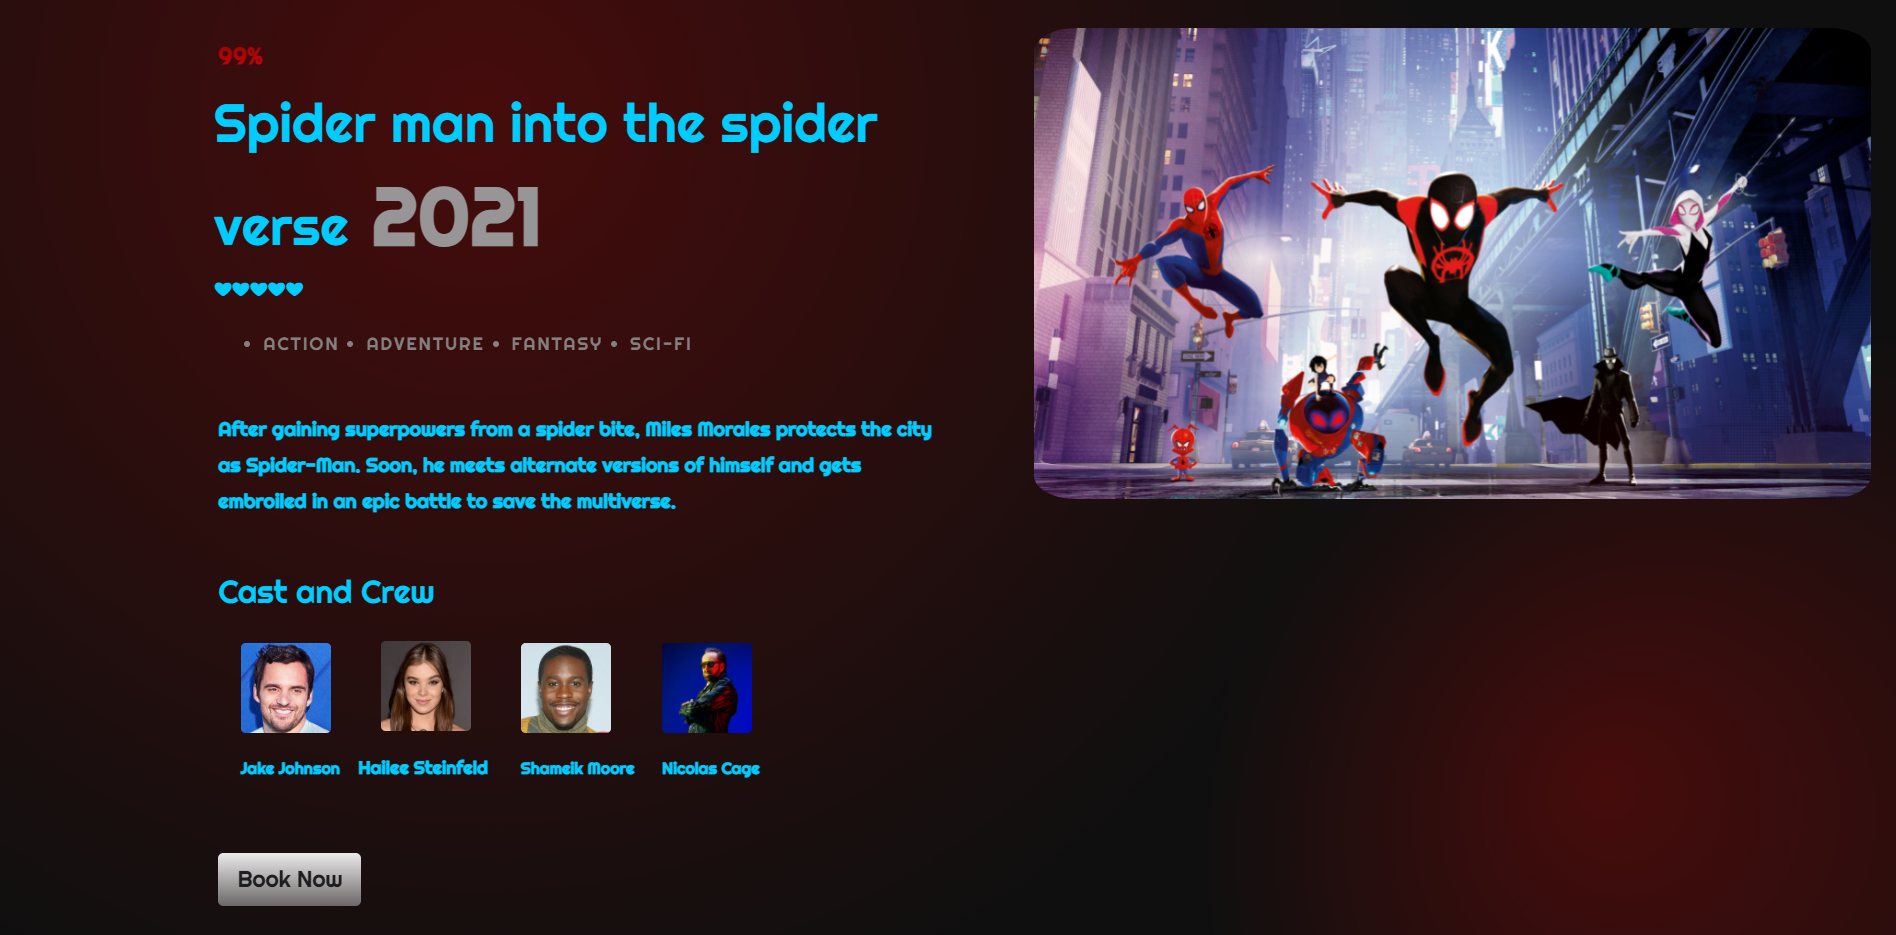 99%
Spider man into the spider
verse 2021
• ACTION • ADVENTURE • FANTASY • SCI-FI
After gaining superpowers from a spider bite, Miles Morales protects the city
as Spider-Man. Soon, he meets alternate versions of himself and gets
embroiled in an epic battle to save the multiverse.
Cast and Crew
Jake Johnson Hailee Steinfeld Shameik Moore Nicolas Cage
Book Now